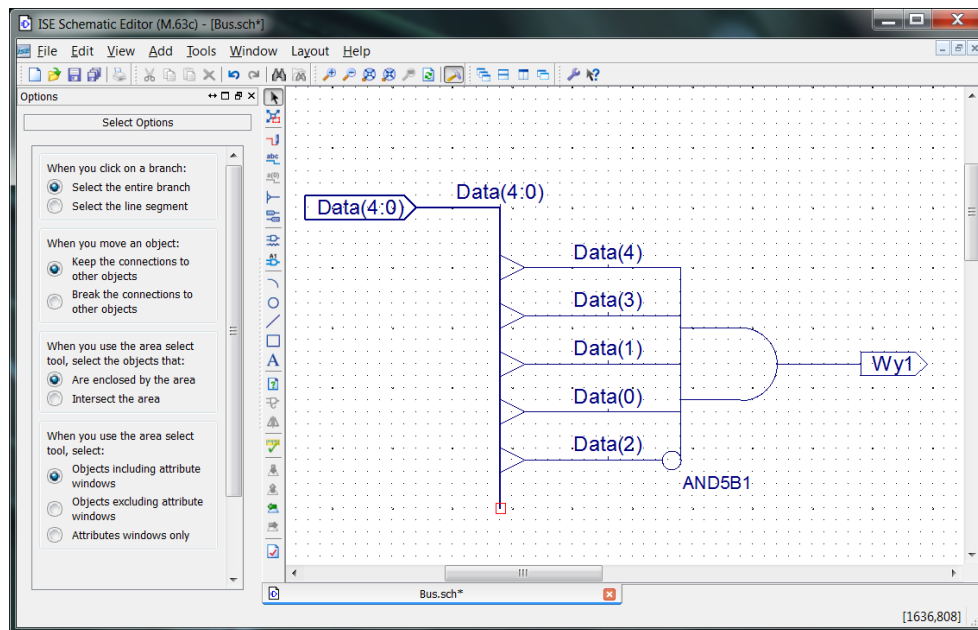 ISE Schematic Editor (M.63c) - [Bus.sch*]
File Edit View Add Tools Window Layout Help
Options
Select Options
When you click on a branch:
Select the entire branch
Select the line segment
When you move an object:
Keep the connections to
other objects
Break the connections to
other objects
When you use the area select
tool, select the objects that:
Are enclosed by the area
Intersect the area
When you use the area select
tool, select:
Objects including attribute
windows
Objects excluding attribute
windows
Attributes windows only
abc
A
Data(4:0)
Data(4:0)
Data(4)
Data(3)
Data(1)
Data(0)
Data(2)
AND5B1
Wy1
Bus.sch*
[1636,808]